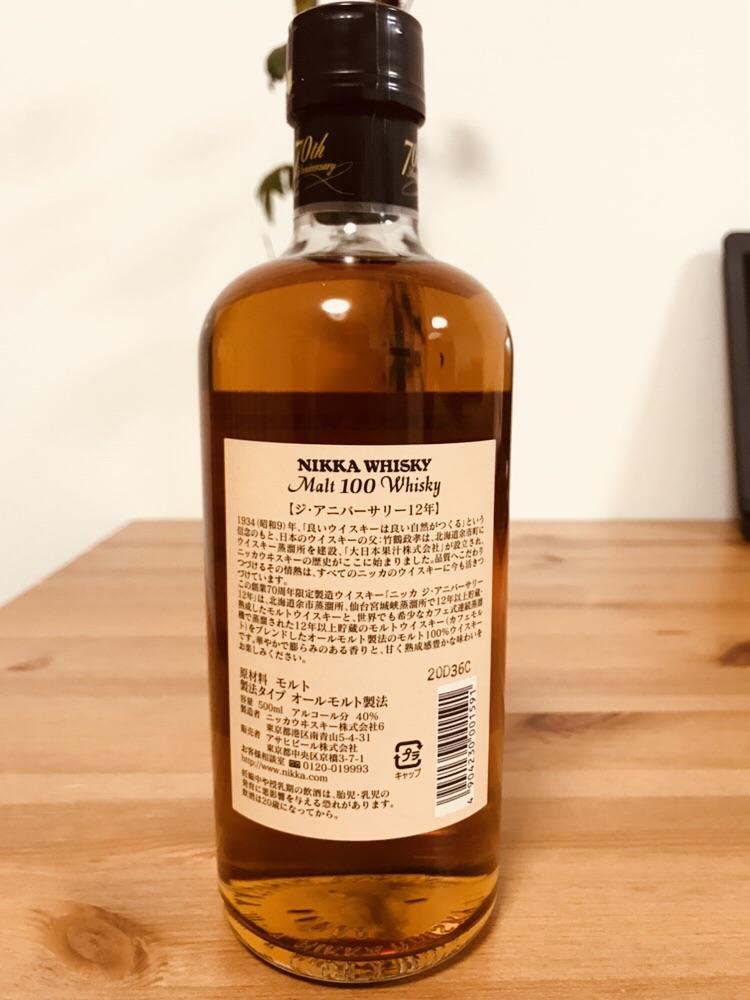 70th
Anniversary
70
NIKKA WHISKY
Malt 100 Whisky
【ジ・アニバーサリー12年】
1934(昭和9)年、「良いウイスキーは良い自然がつくる」という
信念のもと、日本のウイスキーの父:竹鶴政孝は、北海道余市町に
ウイスキー蒸溜所を建設、「大日本果汁株式会社」が設立され、
ニッカウヰスキーの歴史がここに始まりました。品質へこだわり
つづけるその情熱は、すべてのニッカのウイスキーに今も活きつ
づけています。
この創業70周年限定製造ウイスキー「ニッカ ジ・アニバーサリー
12年」は、北海道余市蒸溜所、仙台宮城峡蒸溜所で12年以上貯蔵・
熟成したモルトウイスキーと、世界でも希少なカフェ式連続蒸溜
機で蒸溜された12年以上貯蔵のモルトウイスキー(カフェモル
ト)をブレンドしたオールモルト製法のモルト100%ウイスキー
です。華やかで膨らみのある香りと、甘く熟成感豊かな味わいを
お楽しみください。
20D36C
原材料 モルト
製法タイプ オールモルト製法
容量 500ml アルコール分 40%
製造者 ニッカウヰスキー株式会社6
東京都港区南青山5-4-31
販売者 アサヒビール株式会社
東京都中央区京橋3-7-1
お客様相談室 0120-019993
http://www.nikka.com
妊娠中や授乳期の飲酒は、胎児・乳児の
発育に悪影響を与える恐れがあります。
飲酒は20歳になってから。
プラ
キャップ
4 904230 001591